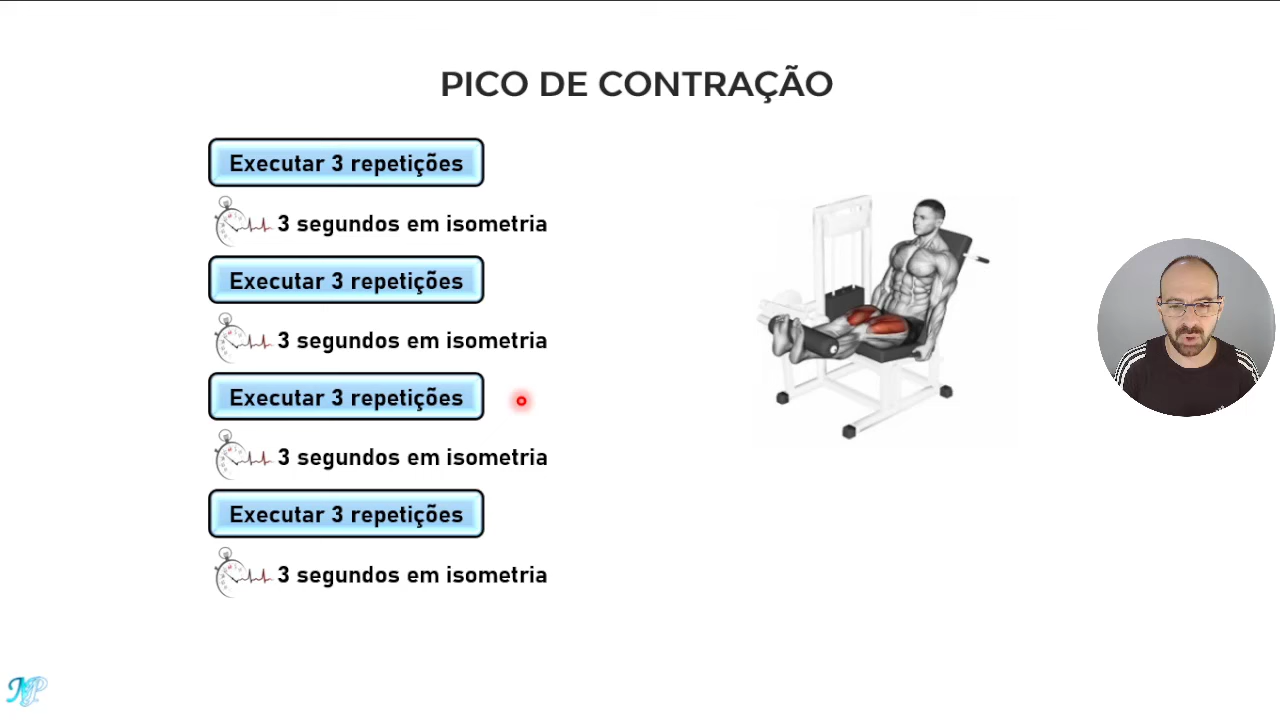 PICO DE CONTRAÇÃO
Executar 3 repetições
3 segundos em isometria
Executar 3 repetições
3 segundos em isometria
Executar 3 repetições
3 segundos em isometria
Executar 3 repetições
3 segundos em isometria